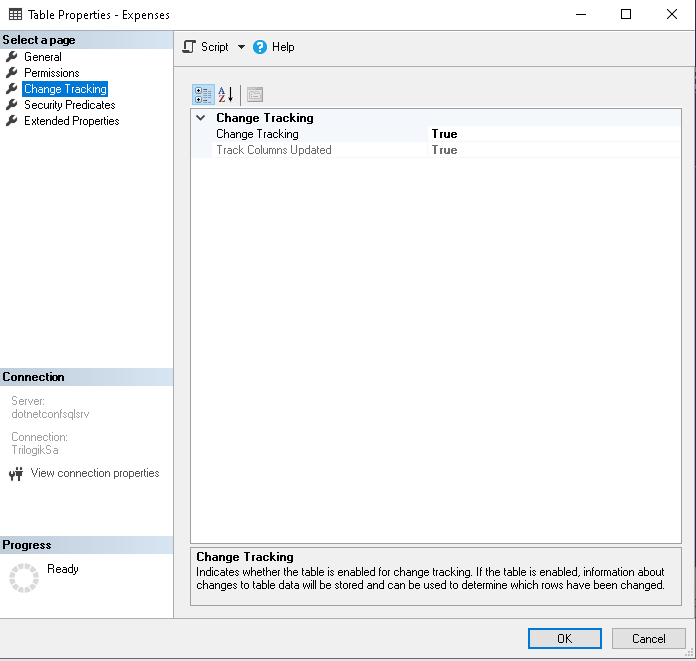 Table Properties - Expenses
Select a page
General
Permissions
Change Tracking
Security Predicates
Extended Properties
Script
Help
Change Tracking
Change Tracking True
Track Columns Updated True
Connection
Server:
dotnetconfsqlsrv
Connection:
TrilogikSa
View connection properties
Progress
Ready
Change Tracking
Indicates whether the table is enabled for change tracking. If the table is enabled, information about
changes to table data will be stored and can be used to determine which rows have been changed.
OK
Cancel